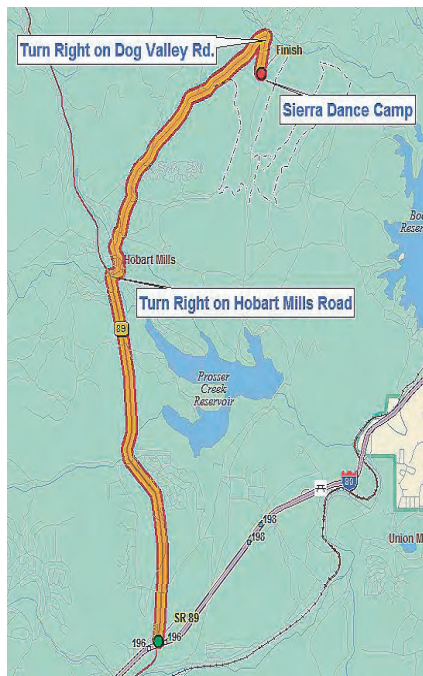 Turn Right on Dog Valley Rd.
Finish
Sierra Dance Camp
Hobart Mills
Turn Right on Hobart Mills Road
89
Prosser
Creek
Reservoir
80
198
198
Union M
SR 89
196
196